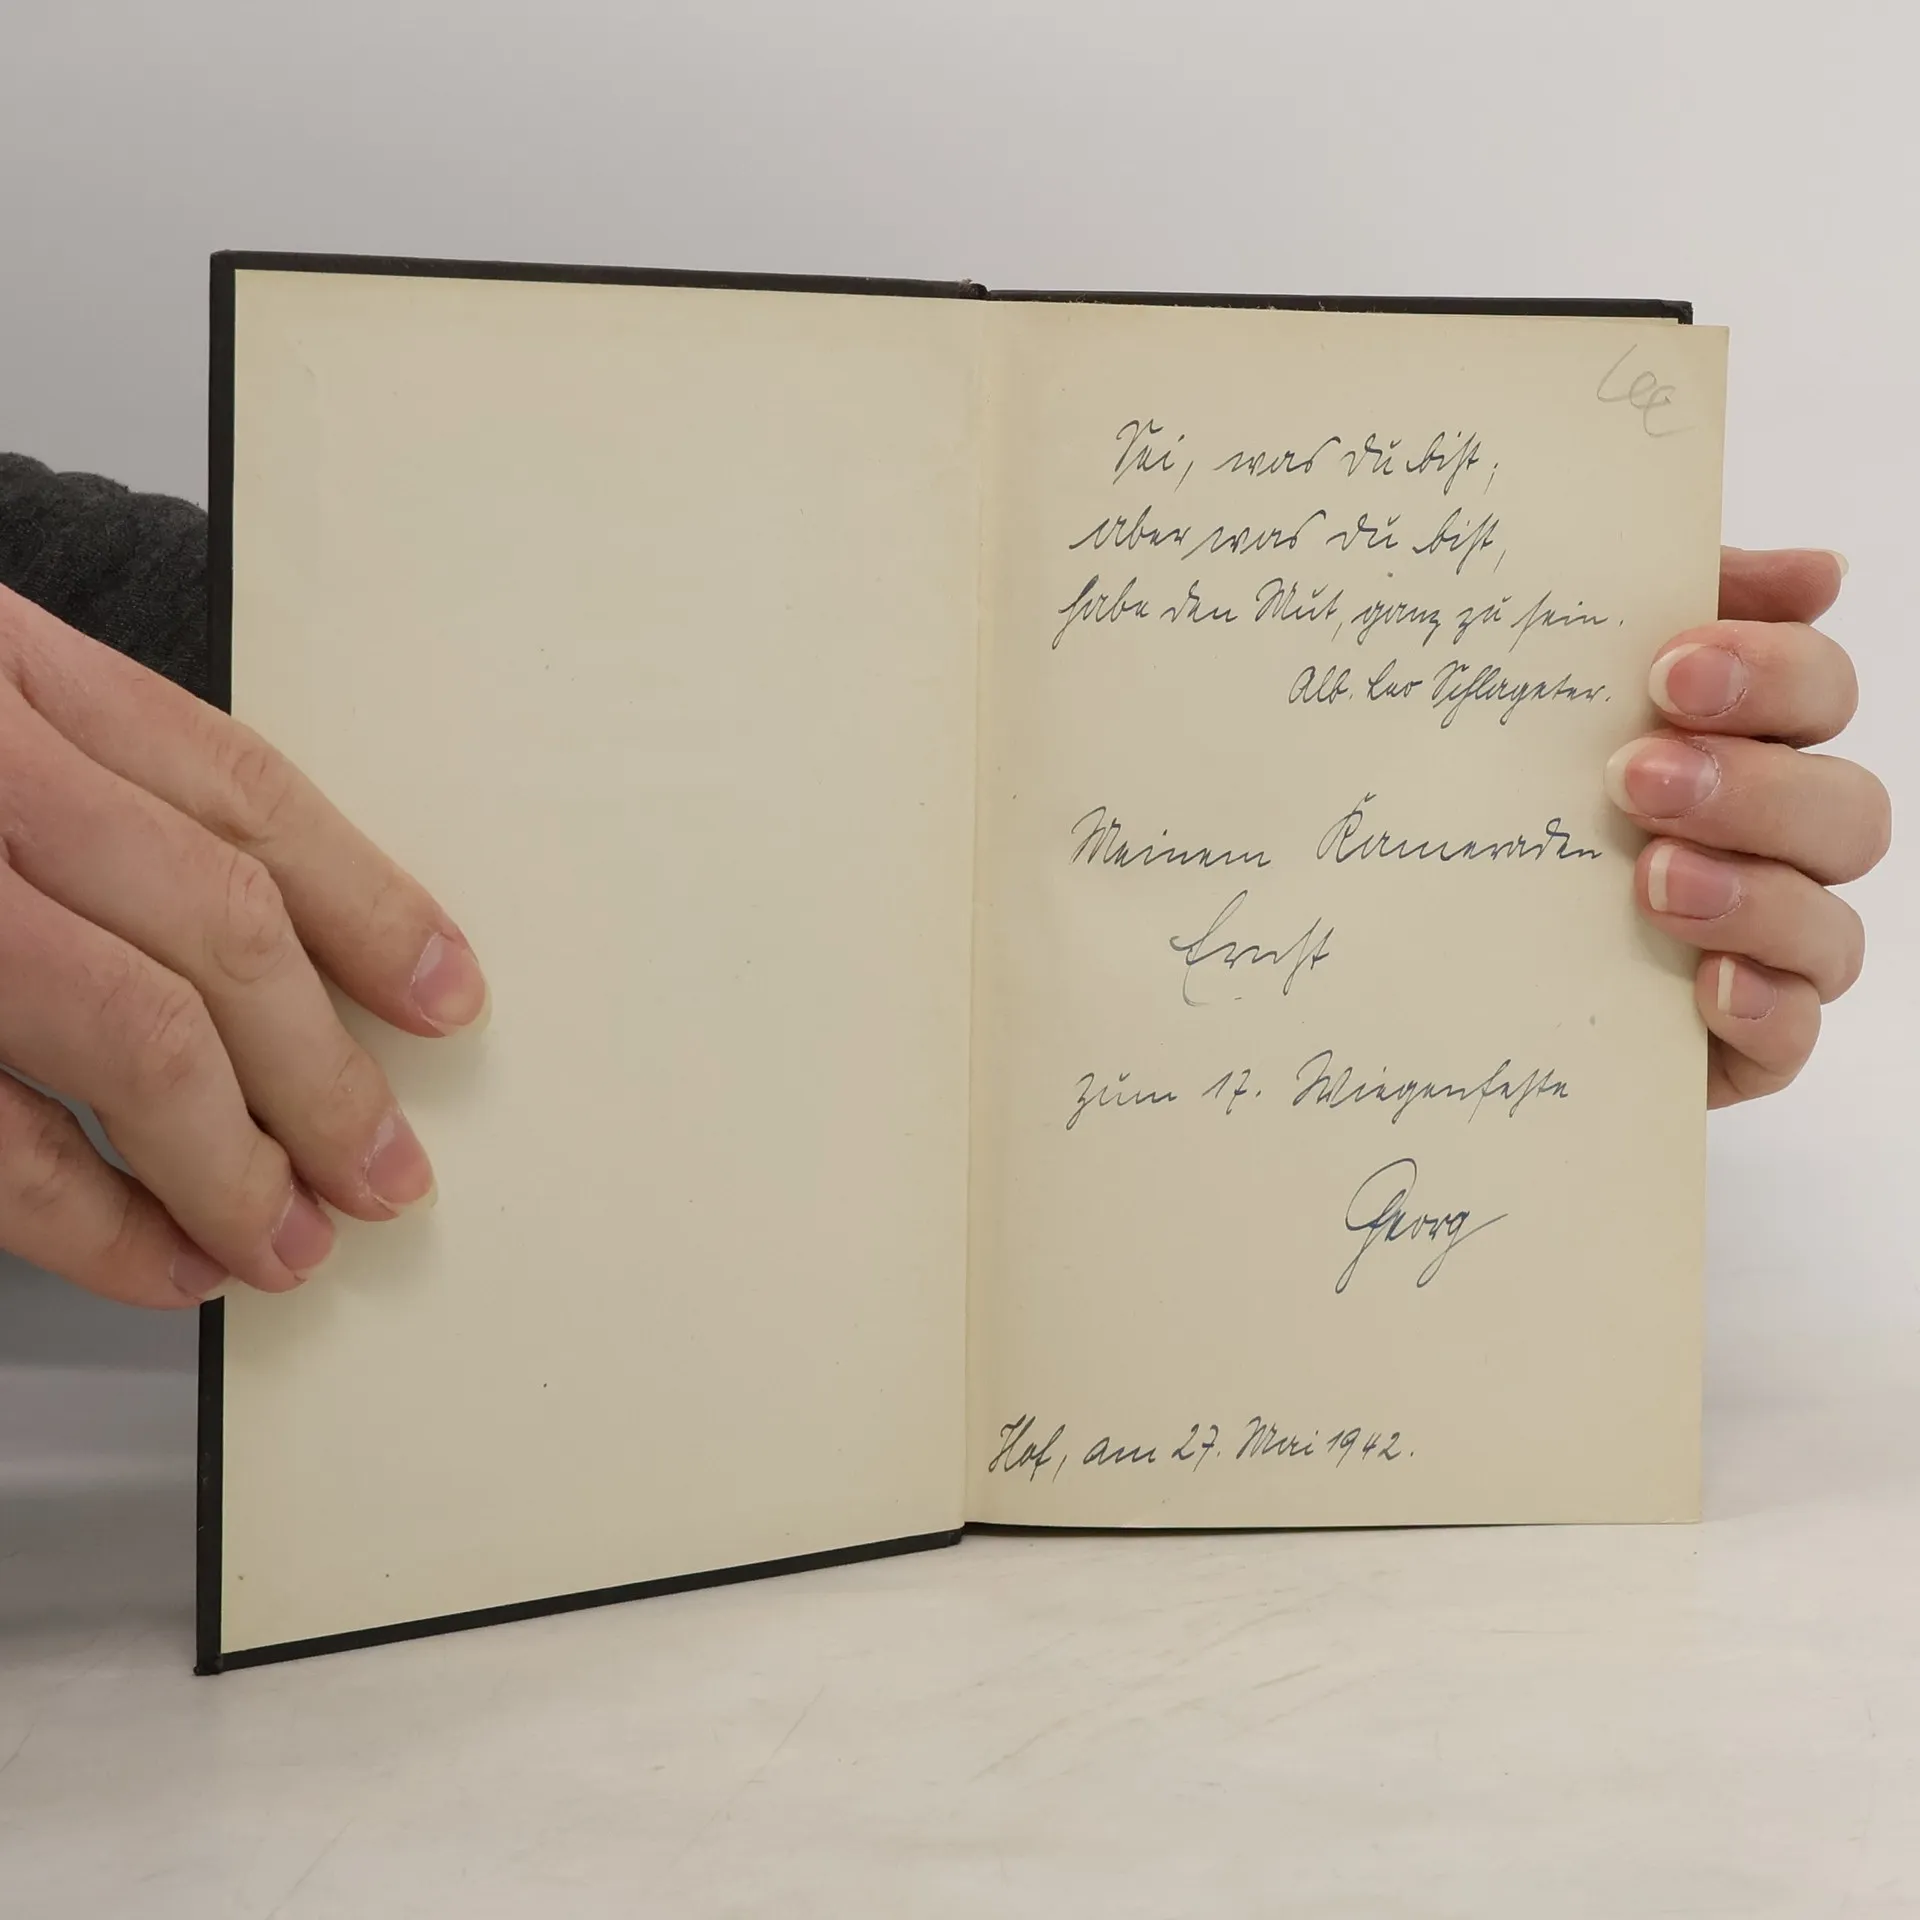 Sei, was du bist;
aber was du bist,
habe den Mut, ganz zu sein.
Alb. Leo Schlageter.
Meinem Kameraden
Ernst
zum 17. Wiegenfeste
Georg
Hof, am 27. Mai 1942.